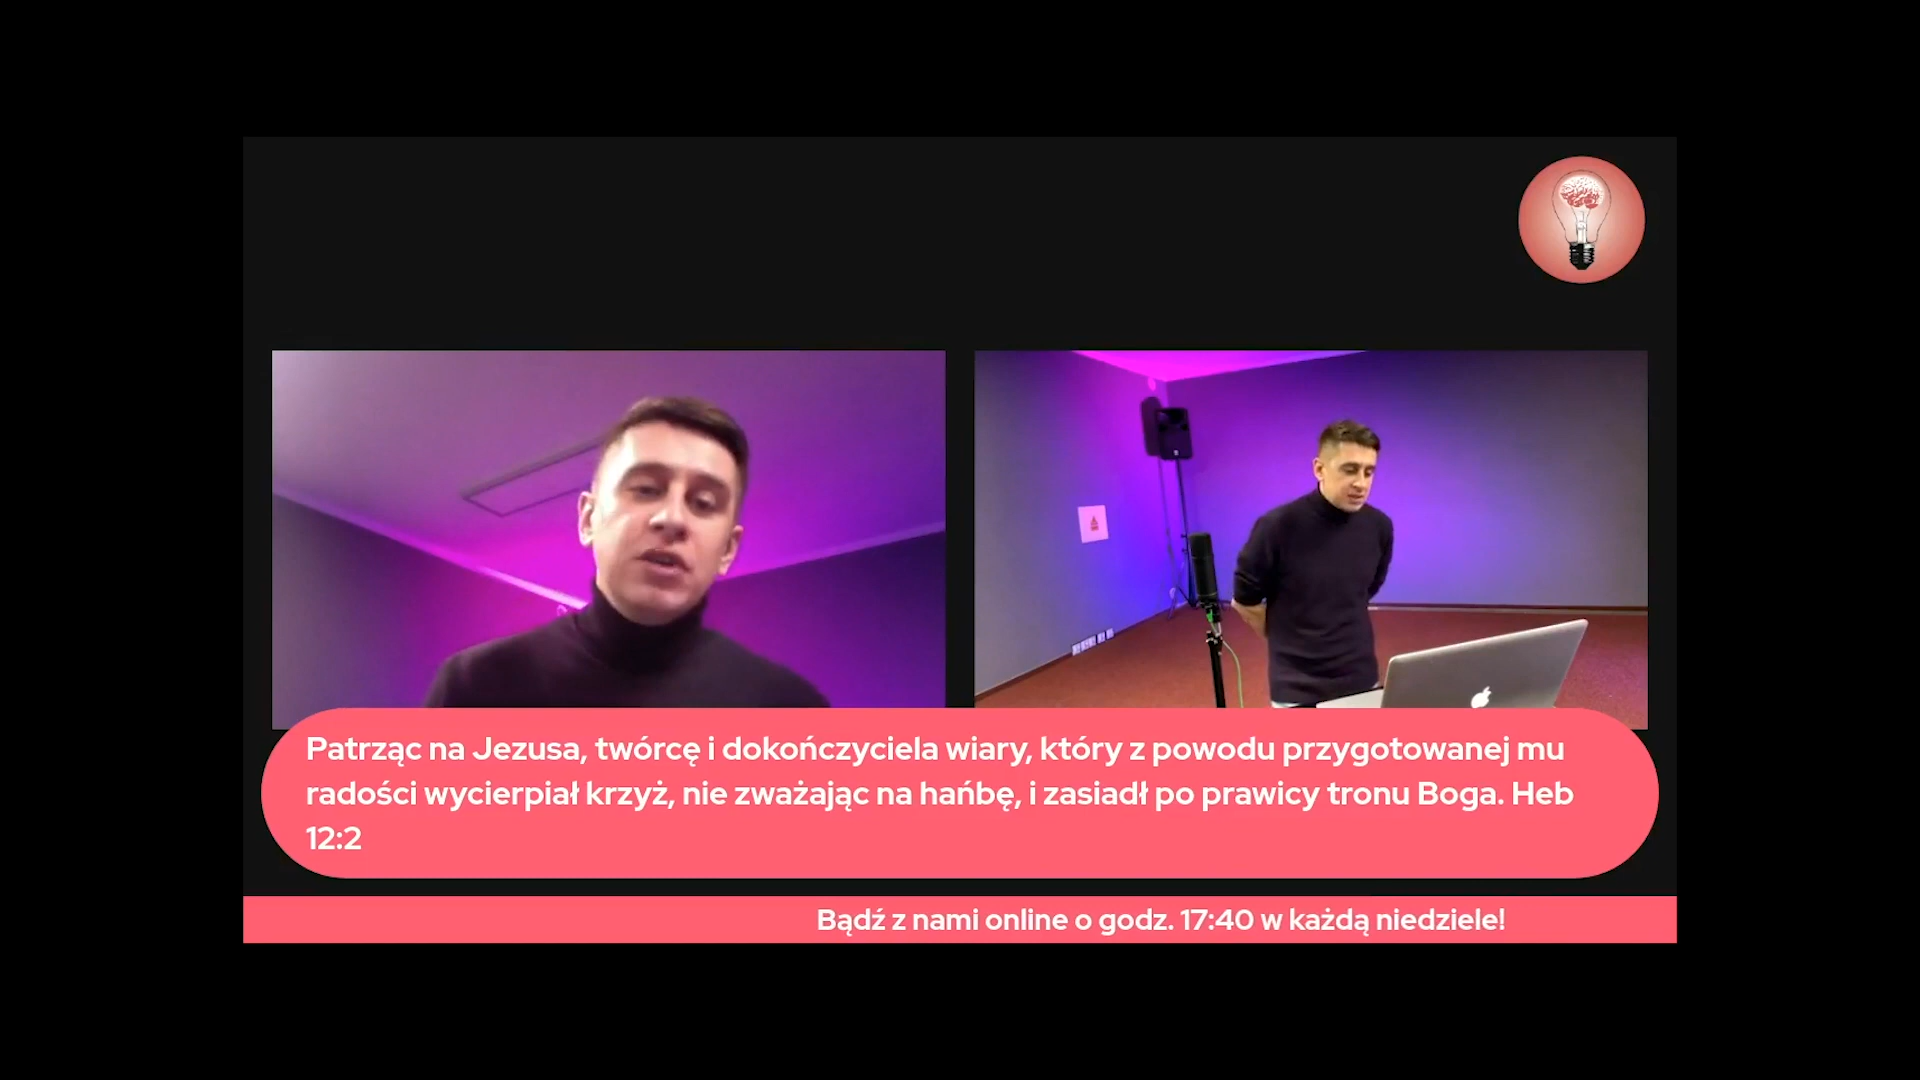 Patrząc na Jezusa, twórcę i dokończyciela wiary, który z powodu przygotowanej mu
radości wycierpiał krzyż, nie zważając na hańbę, i zasiadł po prawicy tronu Boga. Heb
12:2
Bądź z nami online o godz. 17:40 w każdą niedziele!